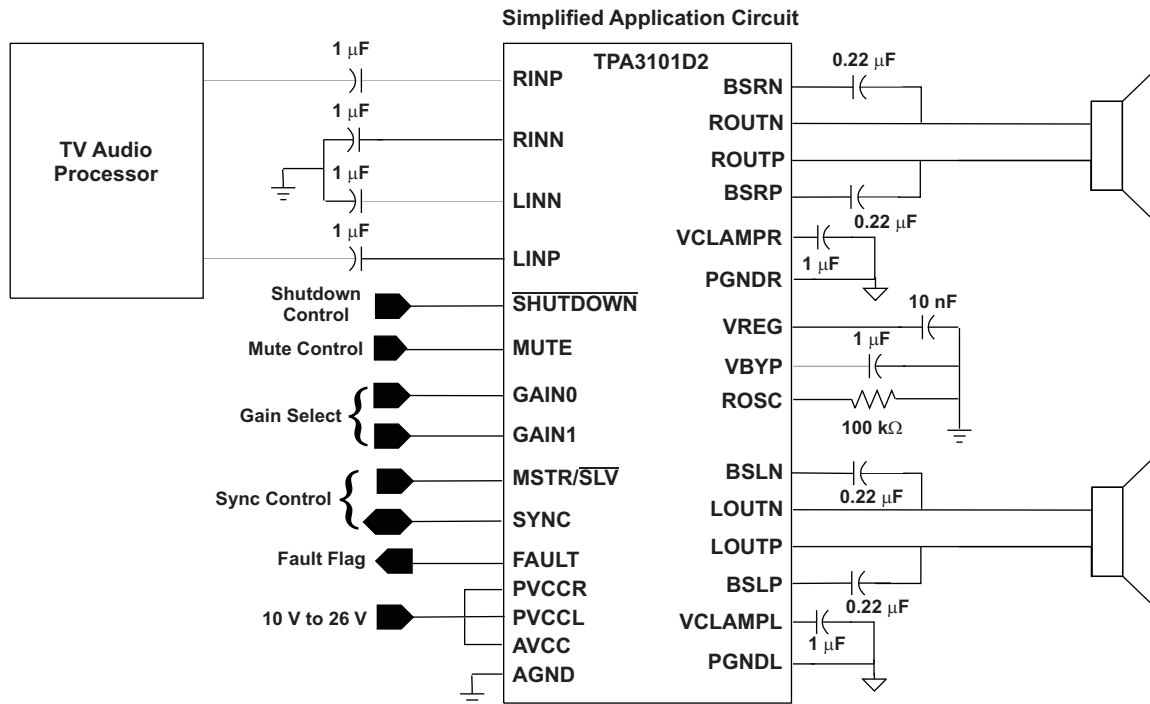 Simplified Application Circuit
TV Audio
Processor
1 μF
1 μF
1 μF
1 μF
Shutdown
Control
Mute Control
Gain Select
Sync Control
Fault Flag
10 V to 26 V
TPA3101D2
RINP
RINN
LINN
LINP
SHUTDOWN
MUTE
GAIN0
GAIN1
MSTR/SLV
SYNC
FAULT
PVCCR
PVCCL
AVCC
AGND
BSRN
ROUTN
ROUTP
BSRP
VCLAMPR
PGNDR
VREG
VBYP
ROSC
BSLN
LOUTN
LOUTP
BSLP
VCLAMPL
PGNDL
0.22 μF
0.22 μF
1 μF
10 nF
1 μF
100 kΩ
0.22 μF
0.22 μF
1 μF